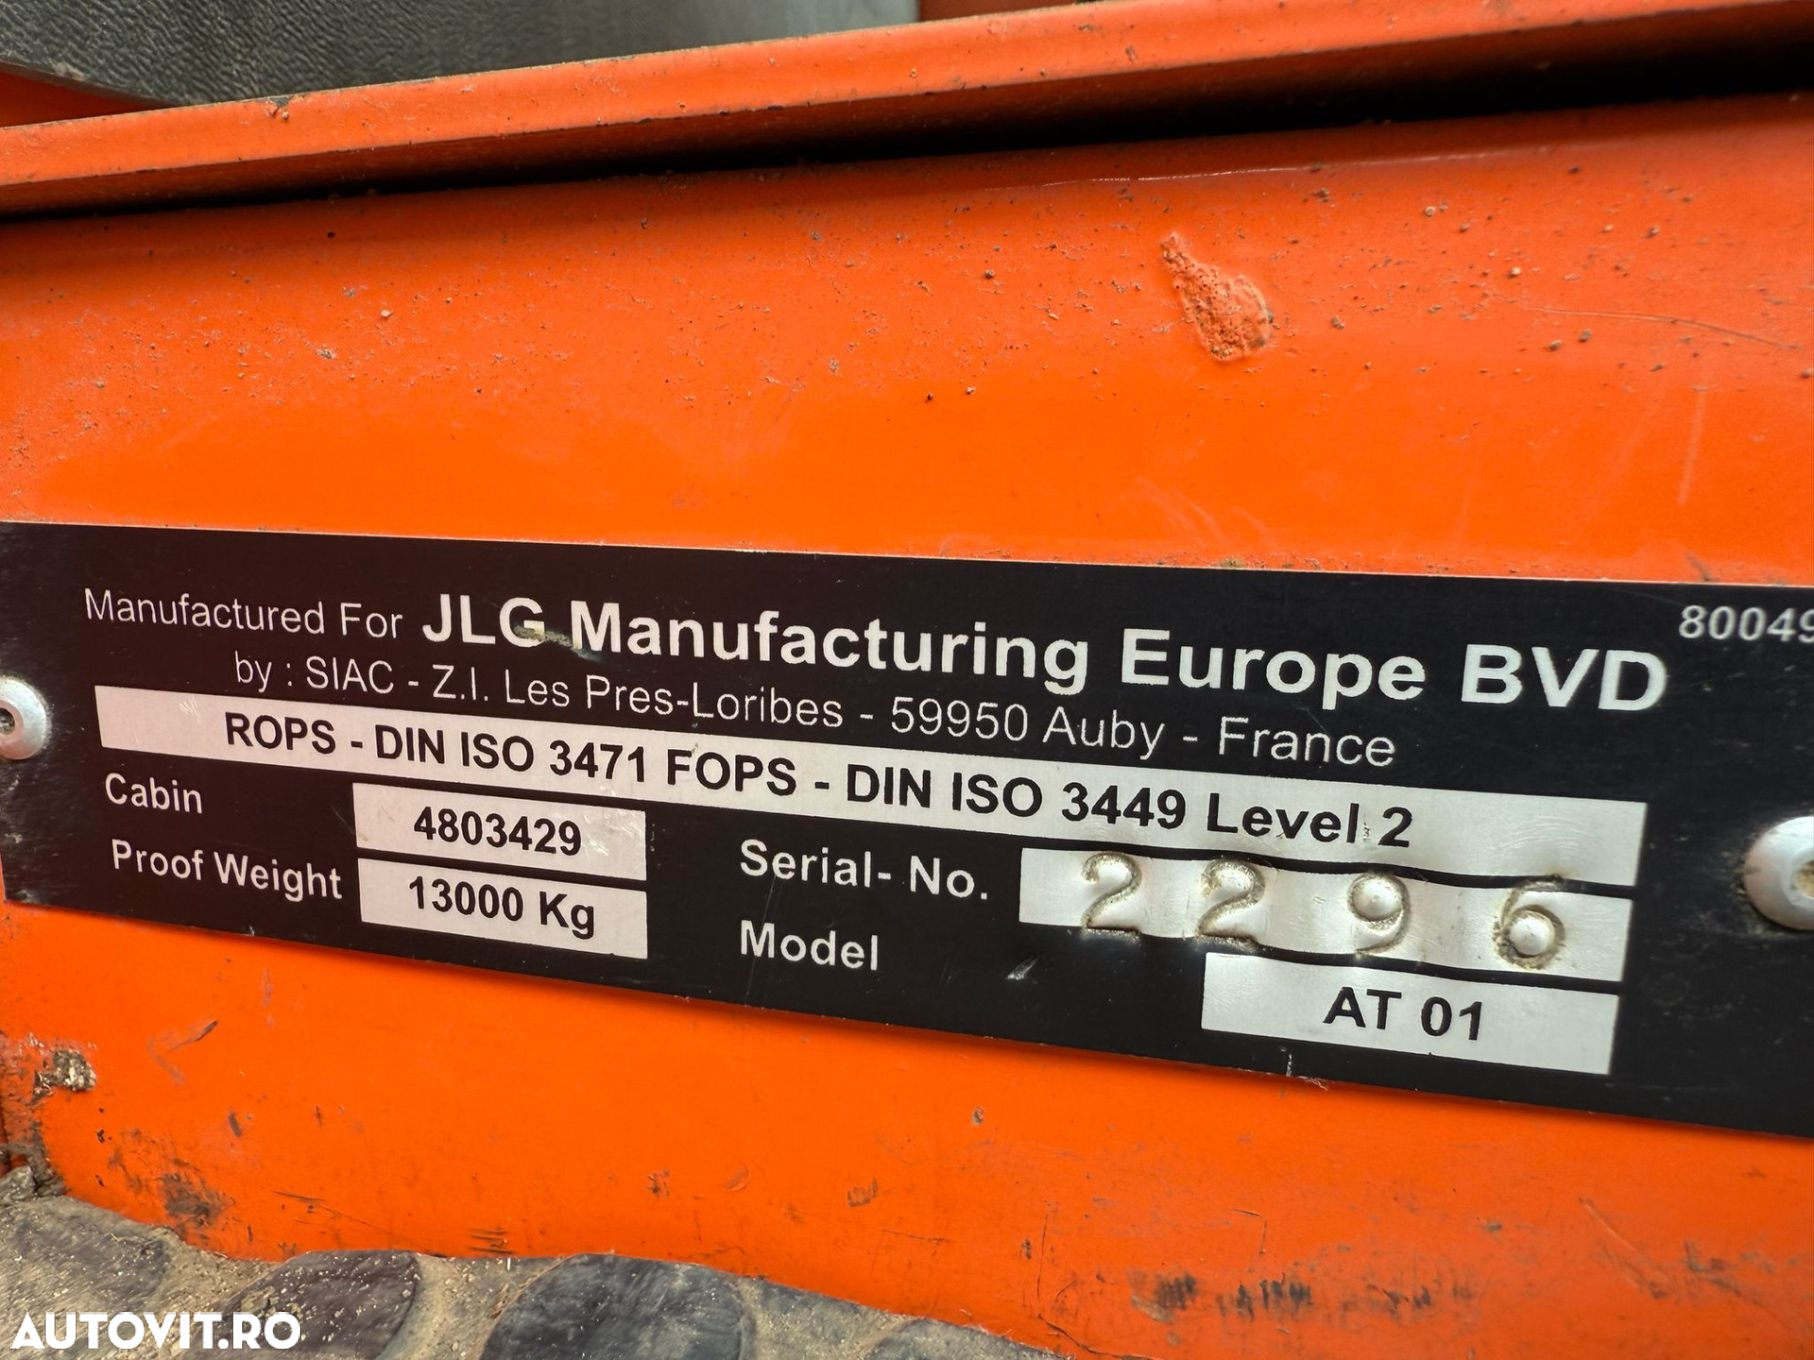 80049
Manufactured For JLG Manufacturing Europe BVD
by : SIAC - Z.I. Les Pres-Loribes - 59950 Auby - France
ROPS - DIN ISO 3471 FOPS - DIN ISO 3449 Level 2
Cabin 4803429
Serial- No. 2296
Proof Weight 13000 Kg
Model AT 01
AUTOVIT.RO